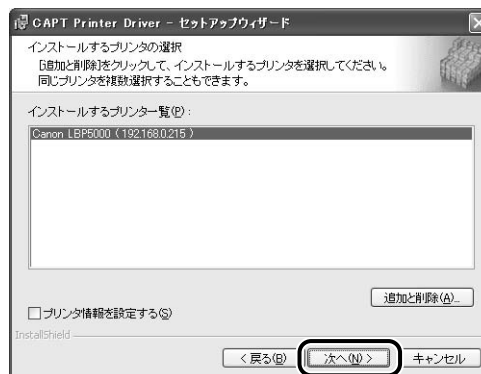 CAPT Printer Driver - セットアップウィザード
インストールするプリンタの選択
[追加と削除]をクリックして、インストールするプリンタを選択してください。
同じプリンタを複数選択することもできます。
インストールするプリンター覧(P):
Canon LBP5000 ( 192.168.0.215 )
追加と削除(A)...
プリンタ情報を設定する(S)
InstallShield
< 戻る(B)
次へ(N) >
キャンセル